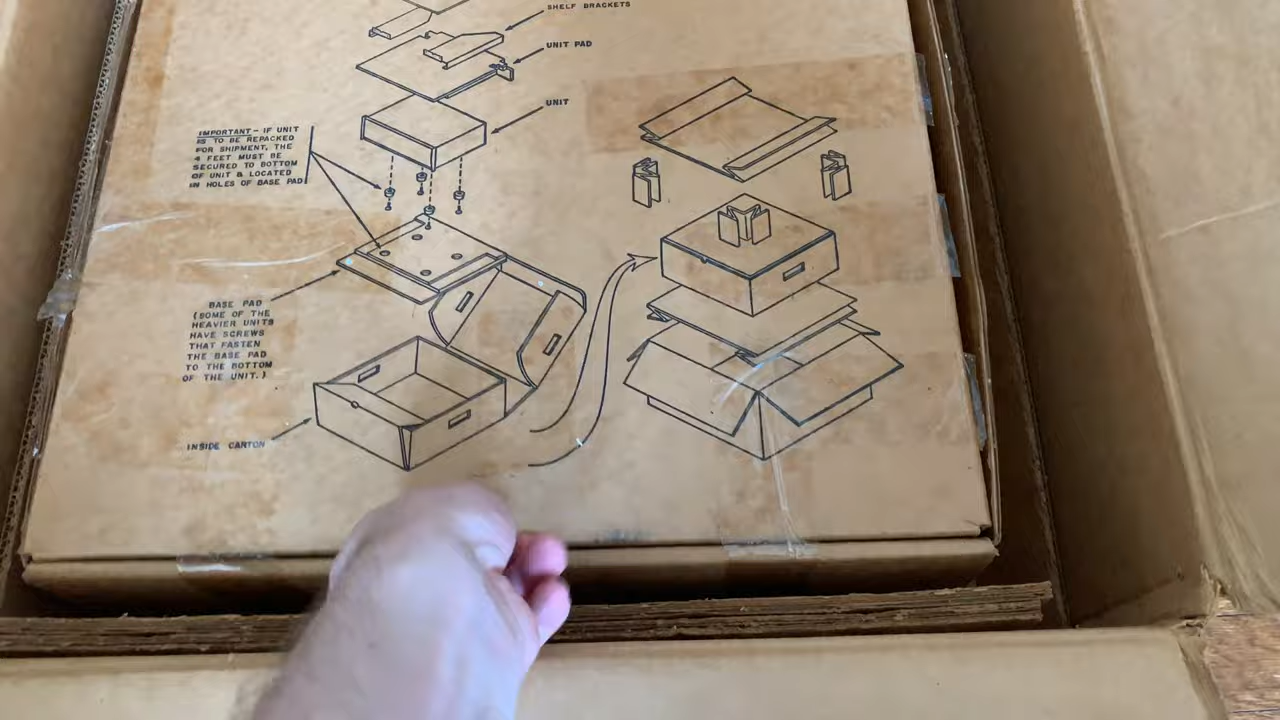 SHELF BRACKETS
UNIT PAD
UNIT
IMPORTANT - IF UNIT
IS TO BE REPACKED
FOR SHIPMENT, THE
4 FEET MUST BE
SECURED TO BOTTOM
OF UNIT & LOCATED
IN HOLES OF BASE PAD
BASE PAD
(SOME OF THE
HEAVIER UNITS
HAVE SCREWS
THAT FASTEN
THE BASE PAD
TO THE BOTTOM
OF THE UNIT.)
INSIDE CARTON